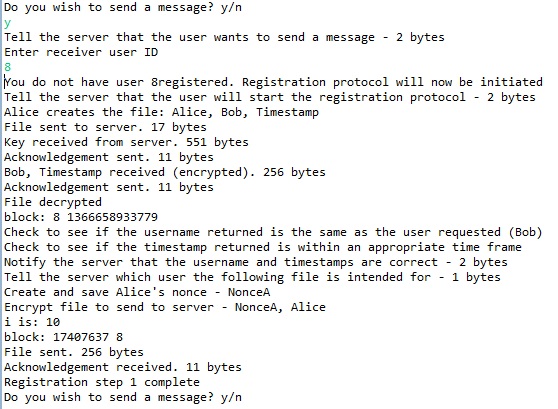 Do you wish to send a message? y/n
y
Tell the server that the user wants to send a message - 2 bytes
Enter receiver user ID
8
You do not have user 8registered. Registration protocol will now be initiated
Tell the server that the user will start the registration protocol - 2 bytes
Alice creates the file: Alice, Bob, Timestamp
File sent to server. 17 bytes
Key received from server. 551 bytes
Acknowledgement sent. 11 bytes
Bob, Timestamp received (encrypted). 256 bytes
Acknowledgement sent. 11 bytes
File decrypted
block: 8 1366658933779
Check to see if the username returned is the same as the user requested (Bob)
Check to see if the timestamp returned is within an appropriate time frame
Notify the server that the username and timestamps are correct - 2 bytes
Tell the server which user the following file is intended for - 1 bytes
Create and save Alice's nonce - NonceA
Encrypt file to send to server - NonceA, Alice
i is: 10
block: 17407637 8
File sent. 256 bytes
Acknowledgement received. 11 bytes
Registration step 1 complete
Do you wish to send a message? y/n